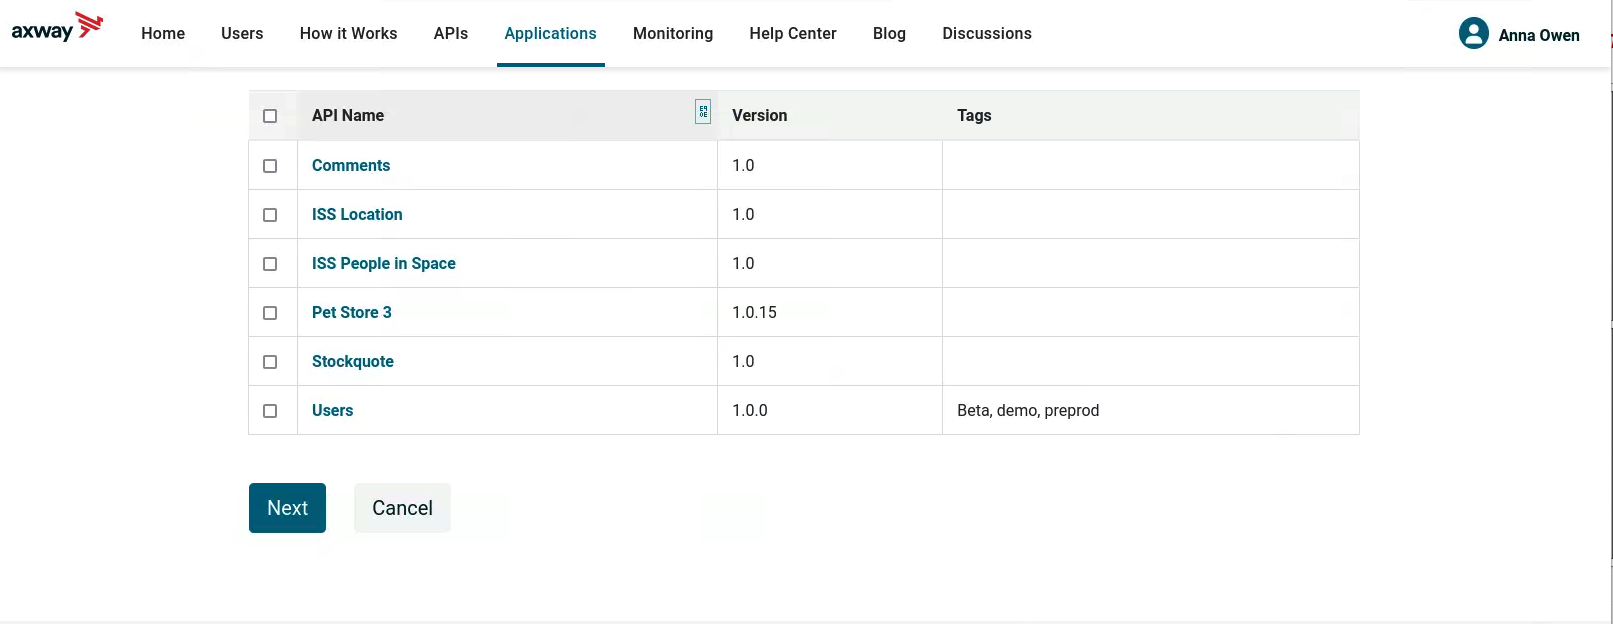 axway Home Users How it Works APIs Applications Monitoring Help Center Blog Discussions Anna Owen
API Name Version Tags
Comments 1.0
ISS Location 1.0
ISS People in Space 1.0
Pet Store 3 1.0.15
Stockquote 1.0
Users 1.0.0 Beta, demo, preprod
Next Cancel